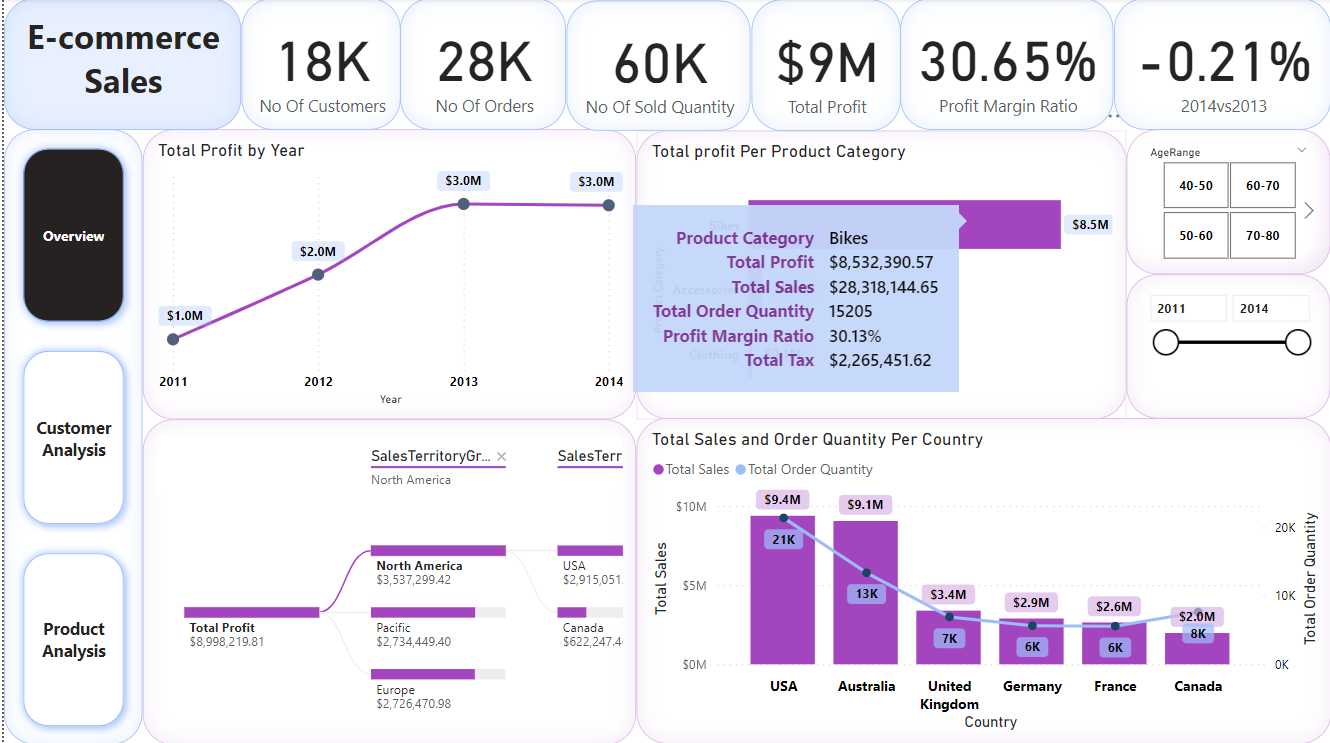 E-commerce
Sales
18K
No Of Customers
28K
No Of Orders
60K
No Of Sold Quantity
$9M
Total Profit
30.65%
Profit Margin Ratio
-0.21%
2014vs2013
Overview
Customer
Analysis
Product
Analysis
Total Profit by Year
$1.0M
$2.0M
$3.0M
$3.0M
2011
2012
2013
2014
Year
Total profit Per Product Category
Bikes
Accessories
Clothing
Product Category
$8.5M
Product Category Bikes
Total Profit $8,532,390.57
Total Sales $28,318,144.65
Total Order Quantity 15205
Profit Margin Ratio 30.13%
Total Tax $2,265,451.62
AgeRange
40-50
60-70
50-60
70-80
2011
2014
SalesTerritoryGr...
North America
SalesTerr
Total Profit
$8,998,219.81
North America
$3,537,299.42
Pacific
$2,734,449.40
Europe
$2,726,470.98
USA
$2,915,051.
Canada
$622,247.4
Total Sales and Order Quantity Per Country
Total Sales
Total Order Quantity
$10M
$5M
$0M
Total Sales
$9.4M
$9.1M
$3.4M
$2.9M
$2.6M
$2.0M
21K
13K
7K
6K
6K
8K
20K
10K
0K
Total Order Quantity
USA
Australia
United
Kingdom
Germany
France
Canada
Country